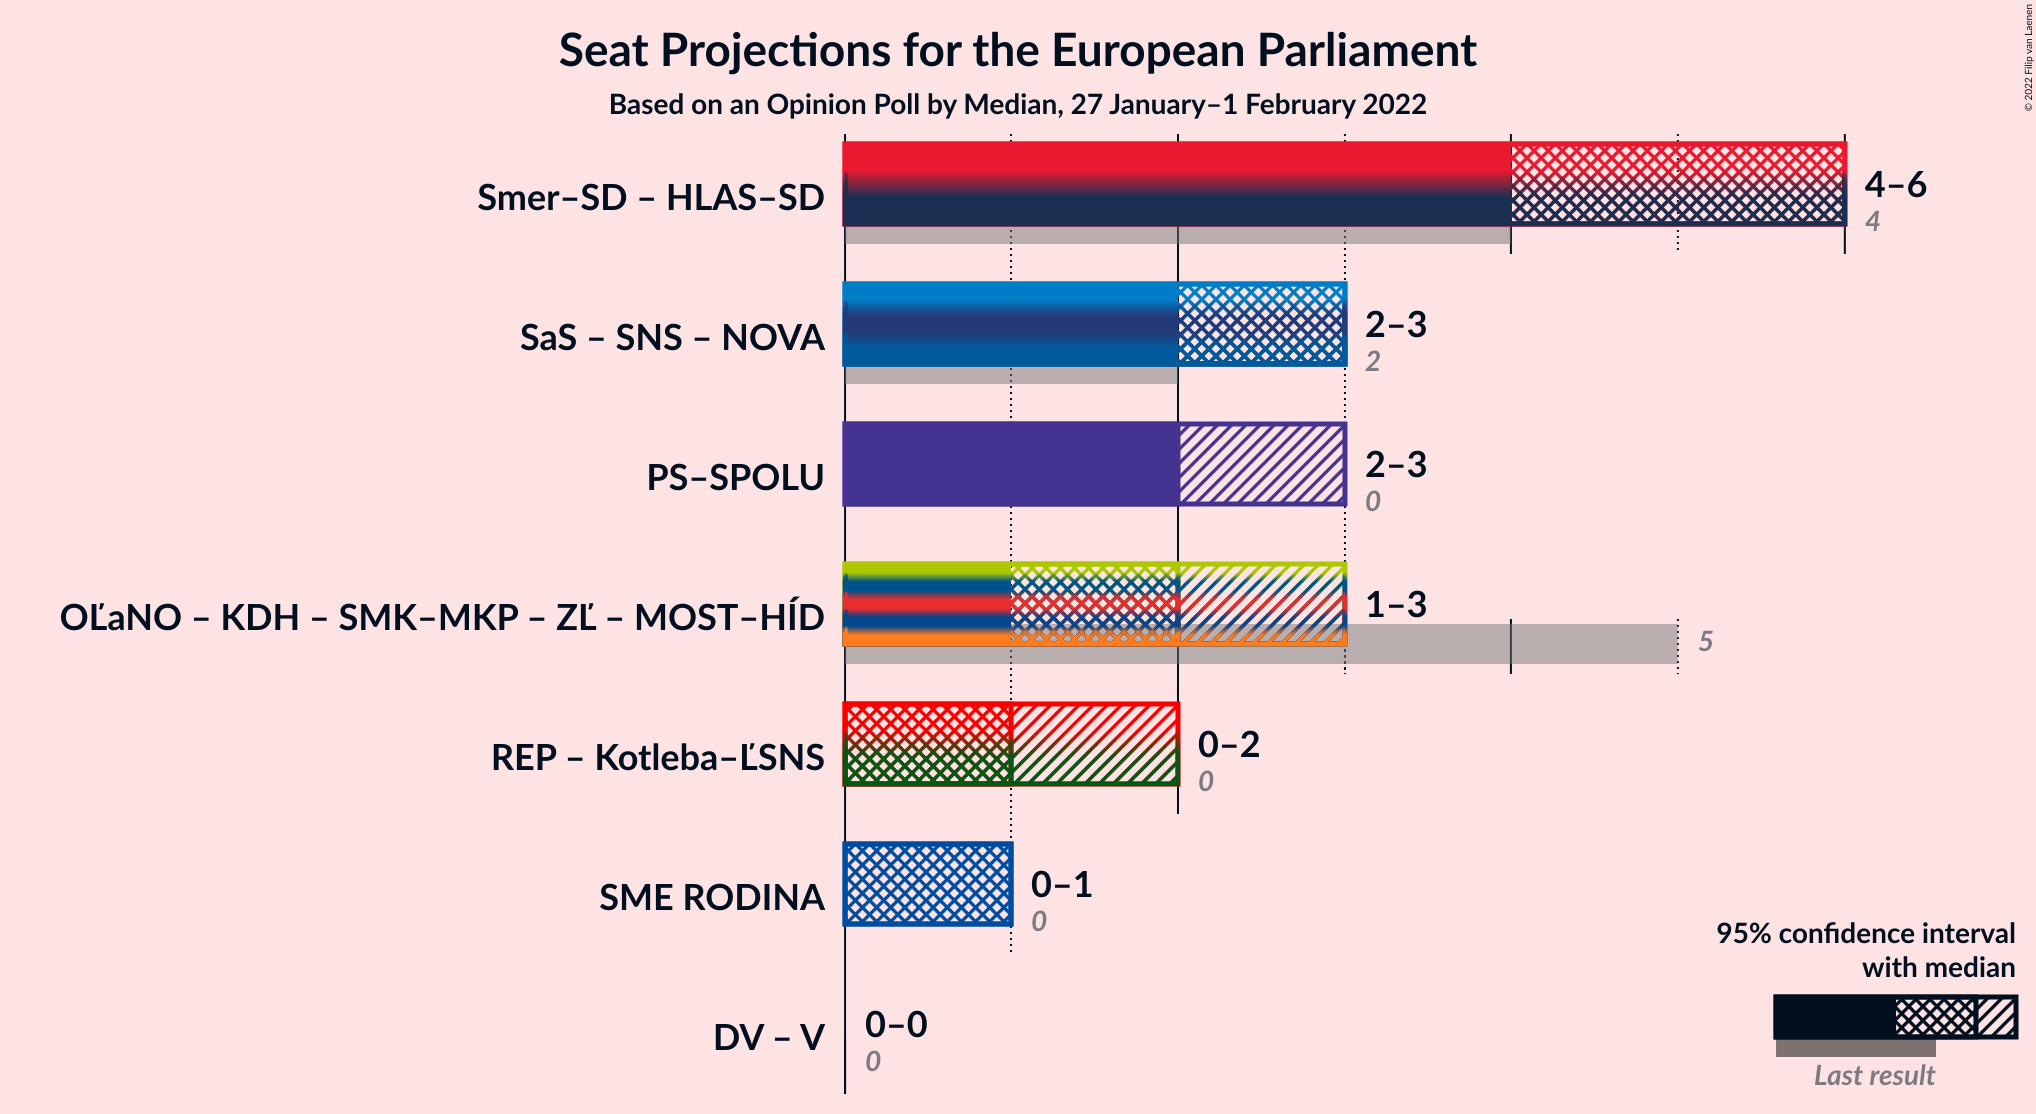 Seat Projections for the European Parliament
Based on an Opinion Poll by Median, 27 January–1 February 2022
© 2022 Filip van Laenen
Smer–SD – HLAS–SD
4–6
4
SaS – SNS – NOVA
2–3
2
PS–SPOLU
2–3
0
OĽaNO – KDH – SMK–MKP – ZĽ – MOST–HÍD
1–3
5
REP – Kotleba–ĽSNS
0–2
0
SME RODINA
0–1
0
DV – V
0–0
0
95% confidence interval
with median
Last result